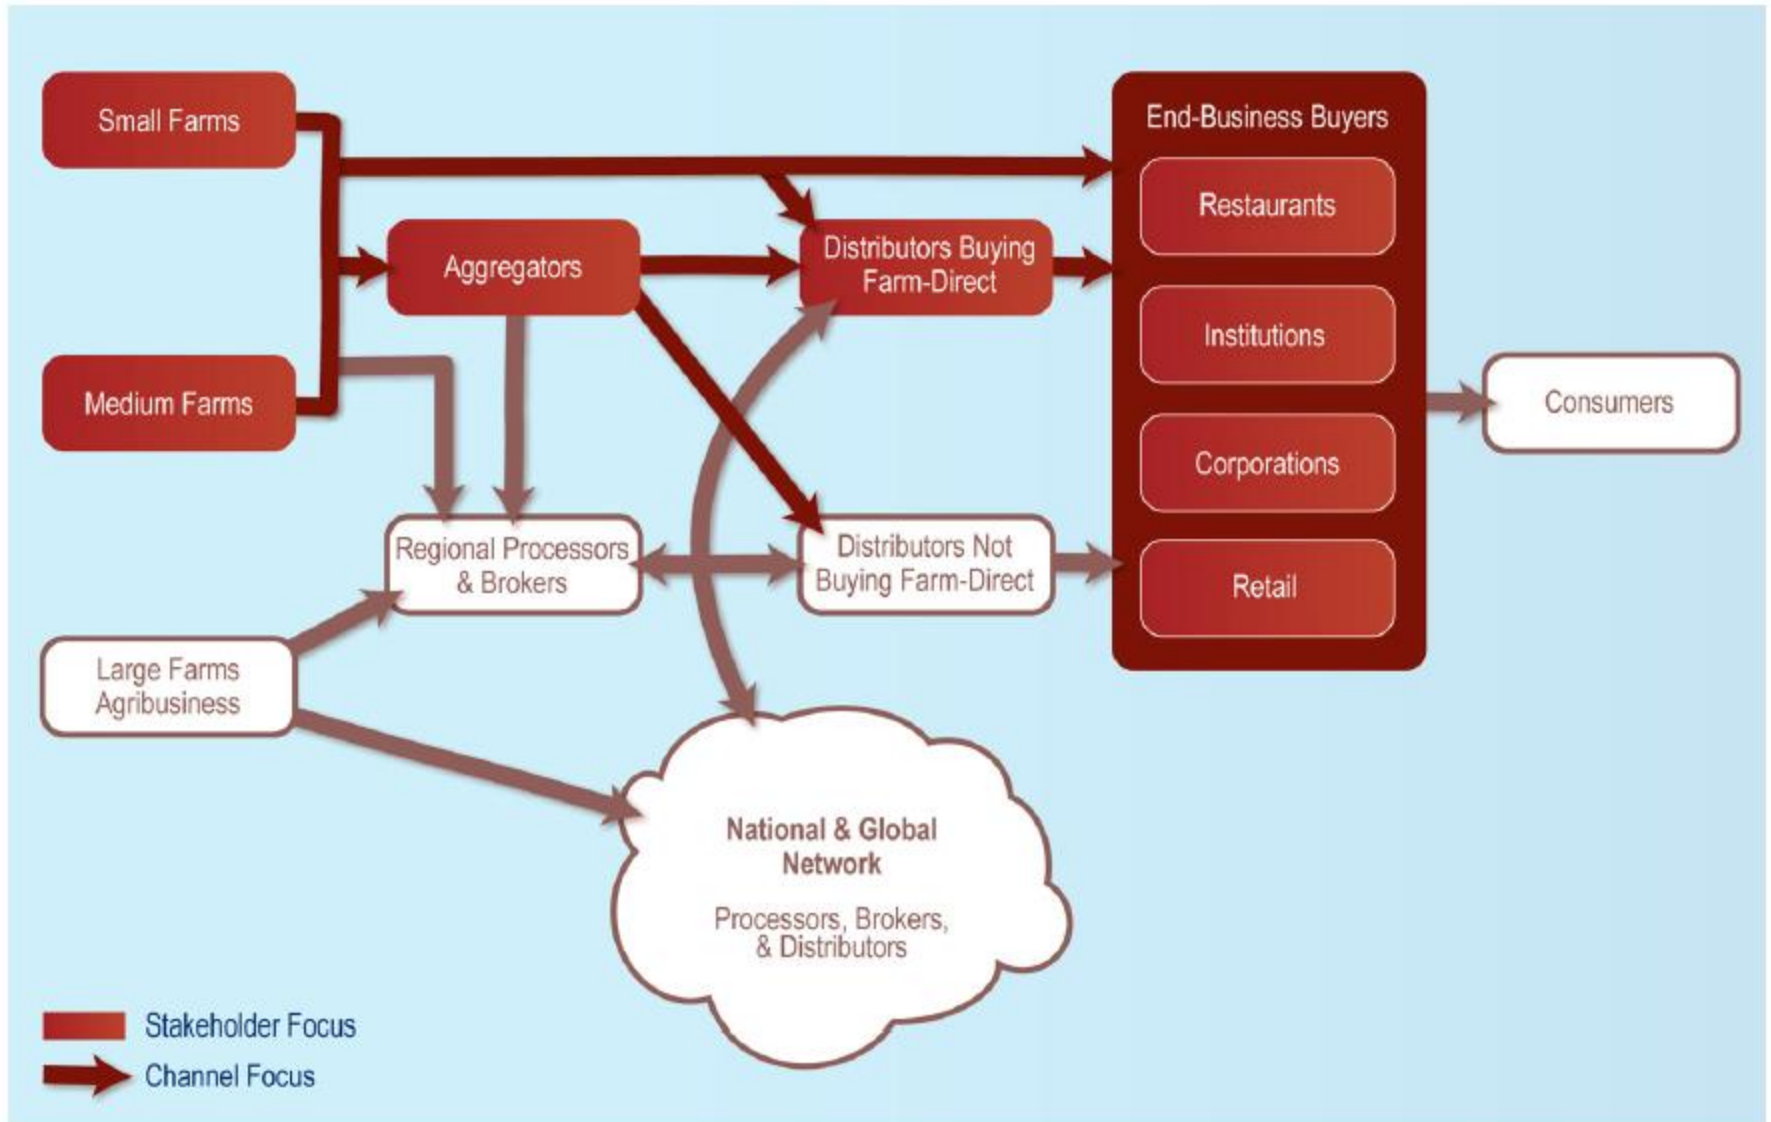 Small Farms
End-Business Buyers
Restaurants
Aggregators
Distributors Buying
Farm-Direct
Institutions
Medium Farms
Consumers
Corporations
Regional Processors
& Brokers
Distributors Not
Buying Farm-Direct
Retail
Large Farms
Agribusiness
National & Global
Network
Processors, Brokers,
& Distributors
Stakeholder Focus
Channel Focus